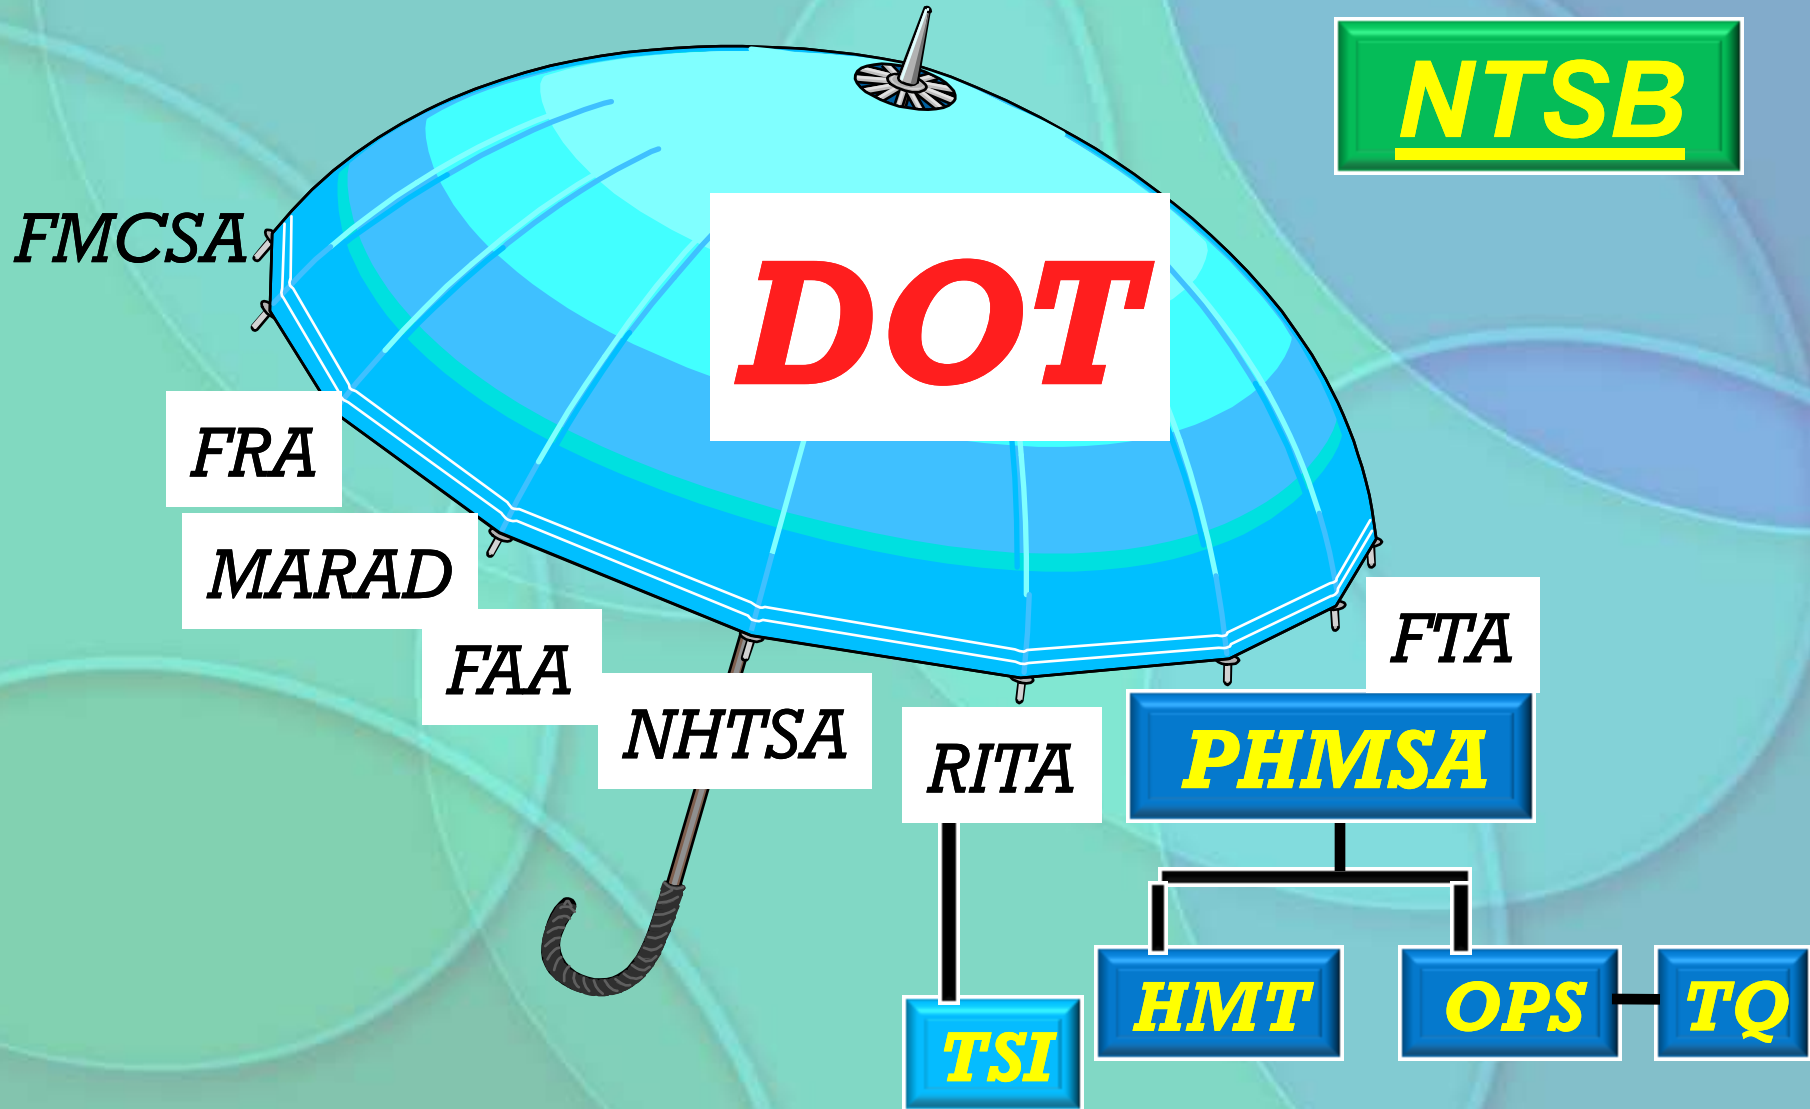 NTSB
DOT
FMCSA
FRA
MARAD
FAA
NHTSA
RITA
FTA
PHMSA
HMT
OPS
TQ
TSI